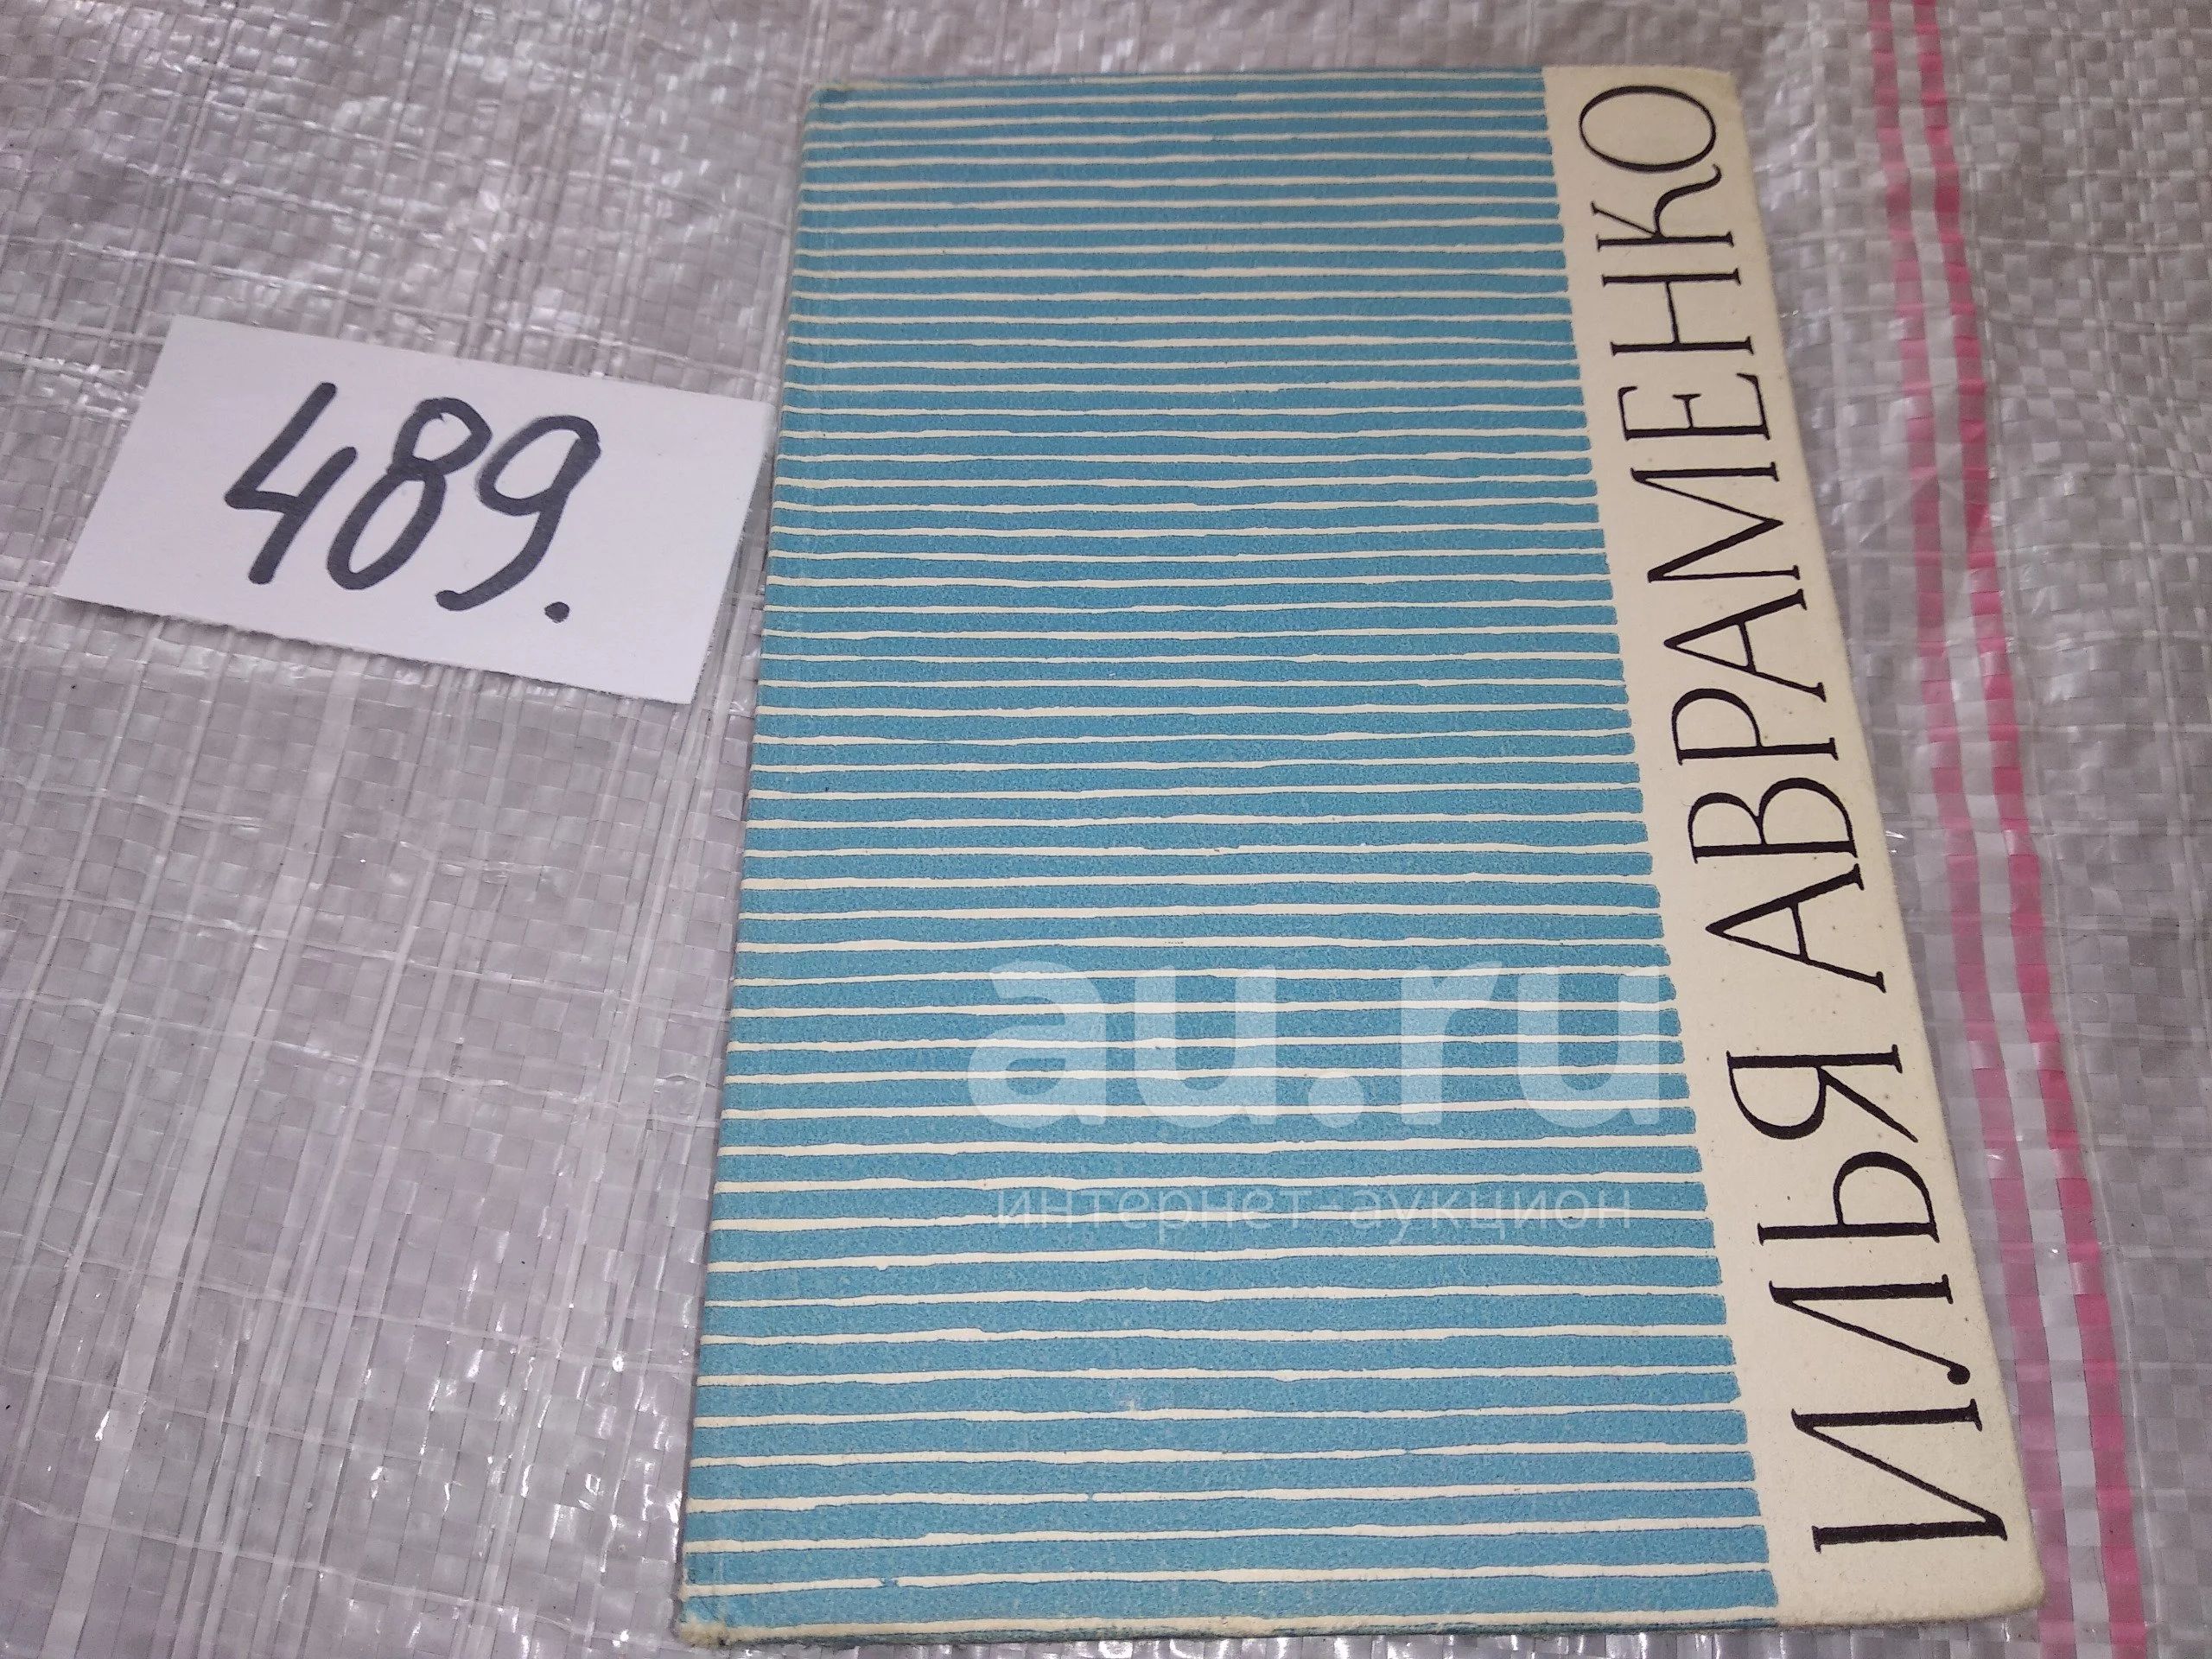 489.
ИЛЬЯ АВРАМЕНКО
au.ru
интернет-аукцион